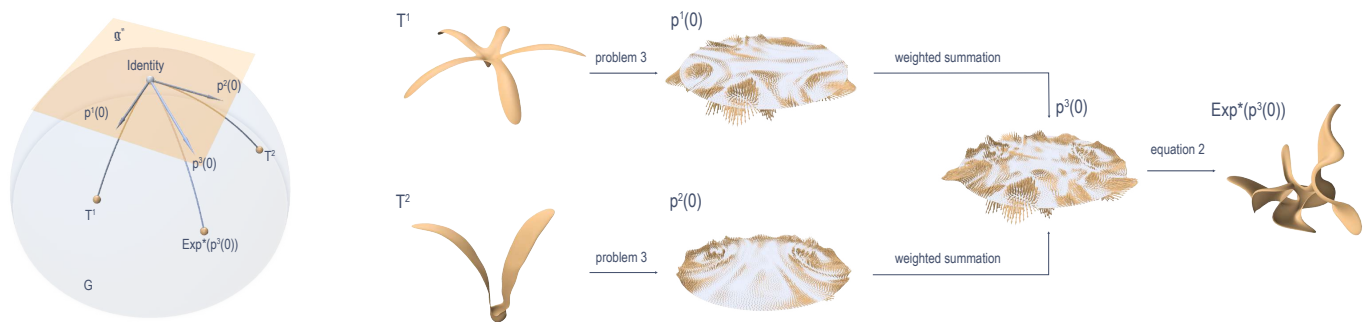 𝔤*
Identity
p²(0)
p¹(0)
p³(0)
T²
T¹
Exp*(p³(0))
G
T¹
problem 3
p¹(0)
weighted summation
T²
problem 3
p²(0)
weighted summation
p³(0)
equation 2
Exp*(p³(0))